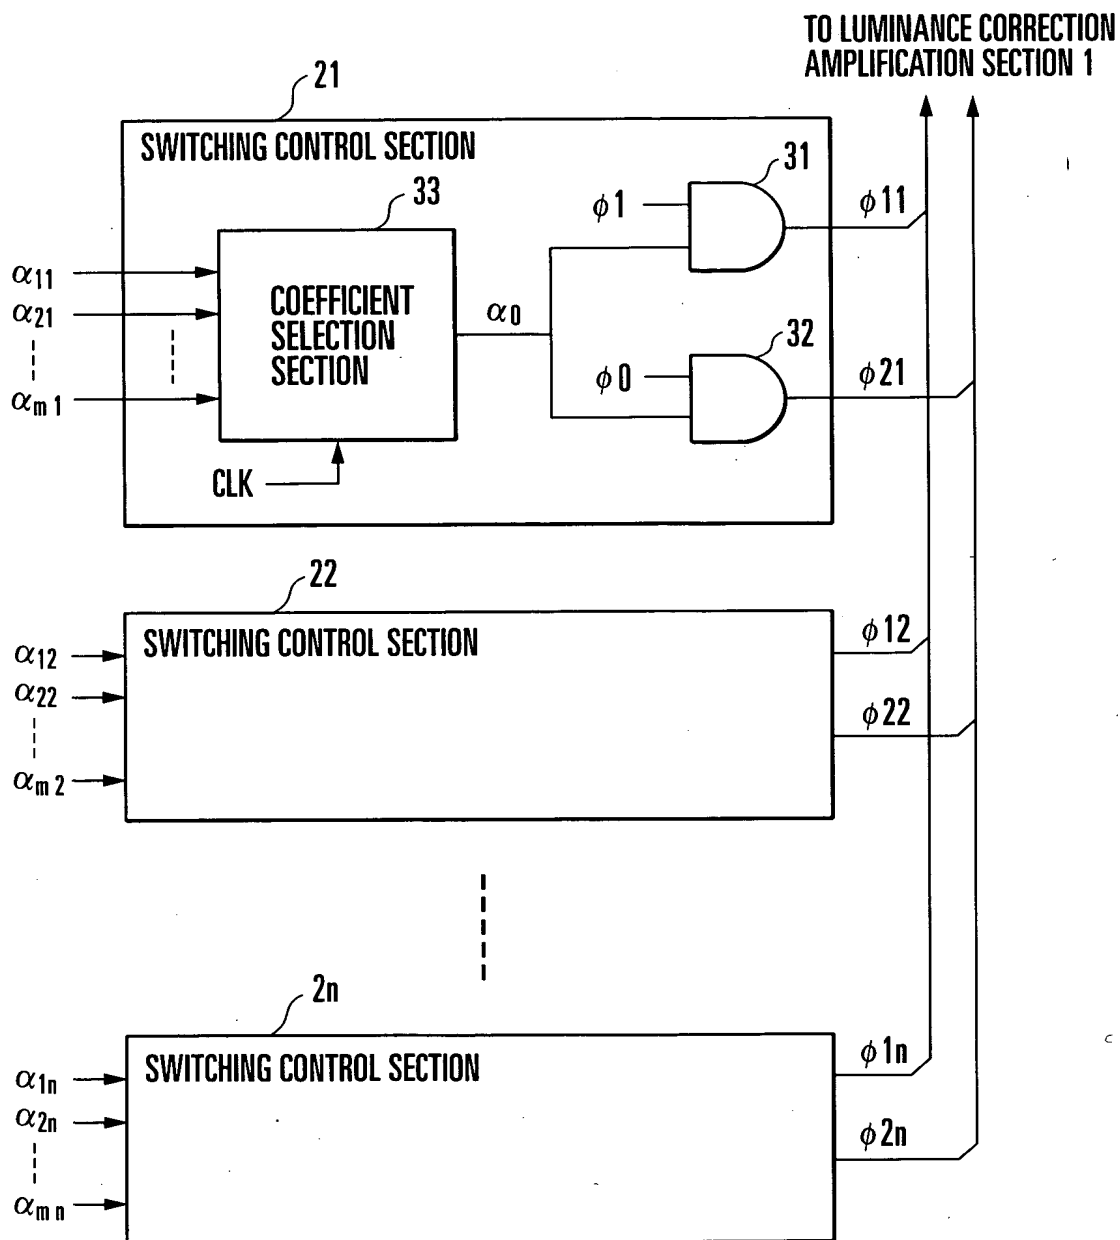 TO LUMINANCE CORRECTION
AMPLIFICATION SECTION 1
21
SWITCHING CONTROL SECTION
33
31
ϕ1
ϕ11
α11
α21
αm1
COEFFICIENT
SELECTION
SECTION
α0
32
ϕ0
ϕ21
CLK
22
SWITCHING CONTROL SECTION
α12
α22
αm2
ϕ12
ϕ22
2n
SWITCHING CONTROL SECTION
α1n
α2n
αmn
ϕ1n
ϕ2n